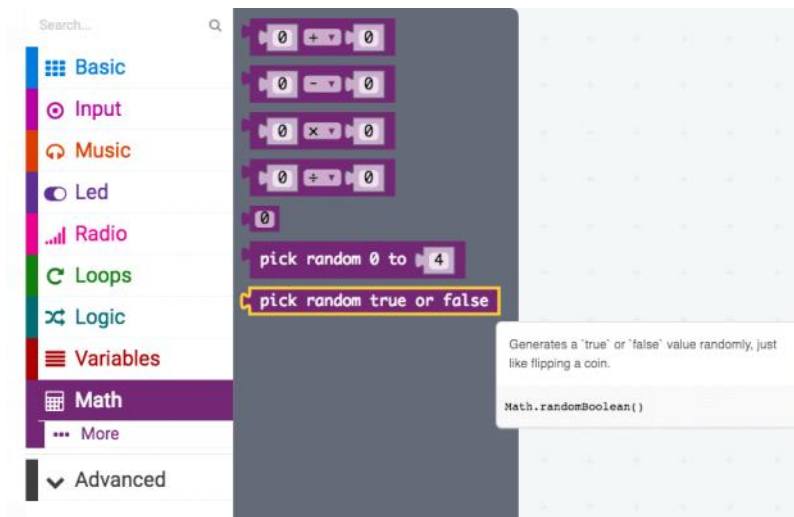 Search...
Basic
Input
Music
Led
Radio
Loops
Logic
Variables
Math
More
Advanced
0 + 0
0 - 0
0 × 0
0 ÷ 0
0
pick random 0 to 4
pick random true or false
Generates a `true` or `false` value randomly, just
like flipping a coin.
Math.randomBoolean()